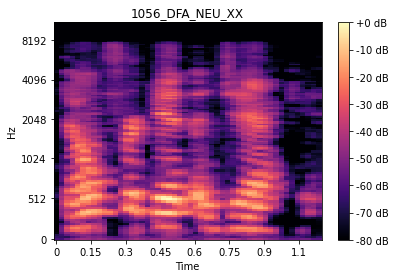 1056_DFA_NEU_XX
Hz
8192
4096
2048
1024
512
0
0
0.15
0.3
0.45
0.6
0.75
0.9
1.1
Time
+0 dB
-10 dB
-20 dB
-30 dB
-40 dB
-50 dB
-60 dB
-70 dB
-80 dB